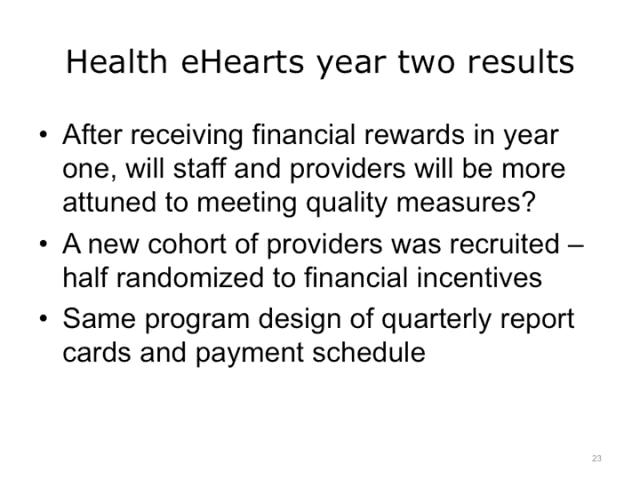 Health eHearts year two results
• After receiving financial rewards in year
one, will staff and providers will be more
attuned to meeting quality measures?
• A new cohort of providers was recruited –
half randomized to financial incentives
• Same program design of quarterly report
cards and payment schedule
23